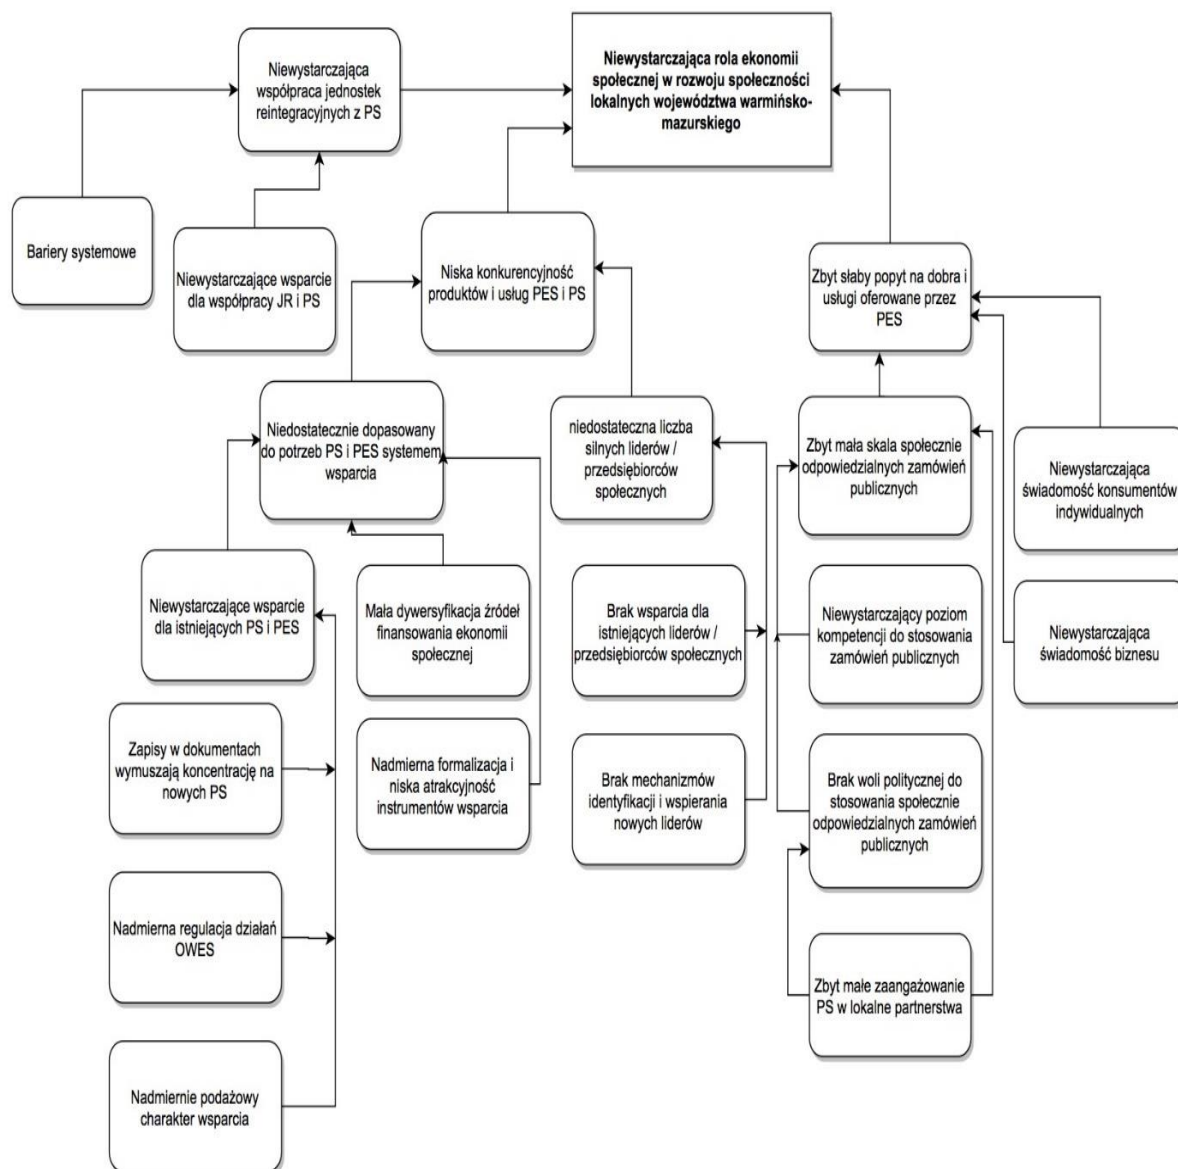 Niewystarczająca
współpraca jednostek
reintegracyjnych z PS
Niewystarczająca rola ekonomii
społecznej w rozwoju społeczności
lokalnych województwa warmińsko-
mazurskiego
Bariery systemowe
Niewystarczające wsparcie
dla współpracy JR i PS
Niska konkurencyjność
produktów i usług PES i PS
Zbyt słaby popyt na dobra i
usługi oferowane przez
PES
Niedostatecznie dopasowany
do potrzeb PS i PES systemem
wsparcia
niedostateczna liczba
silnych liderów /
przedsiębiorców
społecznych
Zbyt mała skala społecznie
odpowiedzialnych zamówień
publicznych
Niewystarczająca
świadomość konsumentów
indywidualnych
Niewystarczające wsparcie
dla istniejących PS i PES
Mała dywersyfikacja źródeł
finansowania ekonomii
społecznej
Brak wsparcia dla
istniejących liderów /
przedsiębiorców społecznych
Niewystarczający poziom
kompetencji do stosowania
zamówień publicznych
Niewystarczająca
świadomość biznesu
Zapisy w dokumentach
wymuszają koncentrację na
nowych PS
Nadmierna formalizacja i
niska atrakcyjność
instrumentów wsparcia
Brak mechanizmów
identyfikacji i wspierania
nowych liderów
Brak woli politycznej do
stosowania społecznie
odpowiedzialnych zamówień
publicznych
Nadmierna regulacja działań
OWES
Zbyt małe zaangażowanie
PS w lokalne partnerstwa
Nadmiernie podażowy
charakter wsparcia